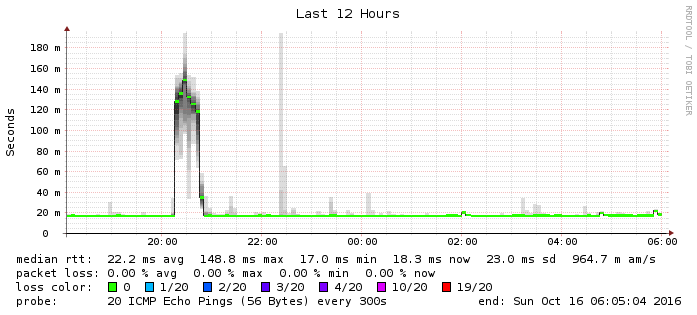 Last 12 Hours
RRDTOOL / TOBI OETIKER
Seconds
180 m
160 m
140 m
120 m
100 m
80 m
60 m
40 m
20 m
0
20:00 22:00 00:00 02:00 04:00 06:00
median rtt: 22.2 ms avg 148.8 ms max 17.0 ms min 18.3 ms now 23.0 ms sd 964.7 m am/s
packet loss: 0.00 % avg 0.00 % max 0.00 % min 0.00 % now
loss color: 0 1/20 2/20 3/20 4/20 10/20 19/20
probe: 20 ICMP Echo Pings (56 Bytes) every 300s end: Sun Oct 16 06:05:04 2016